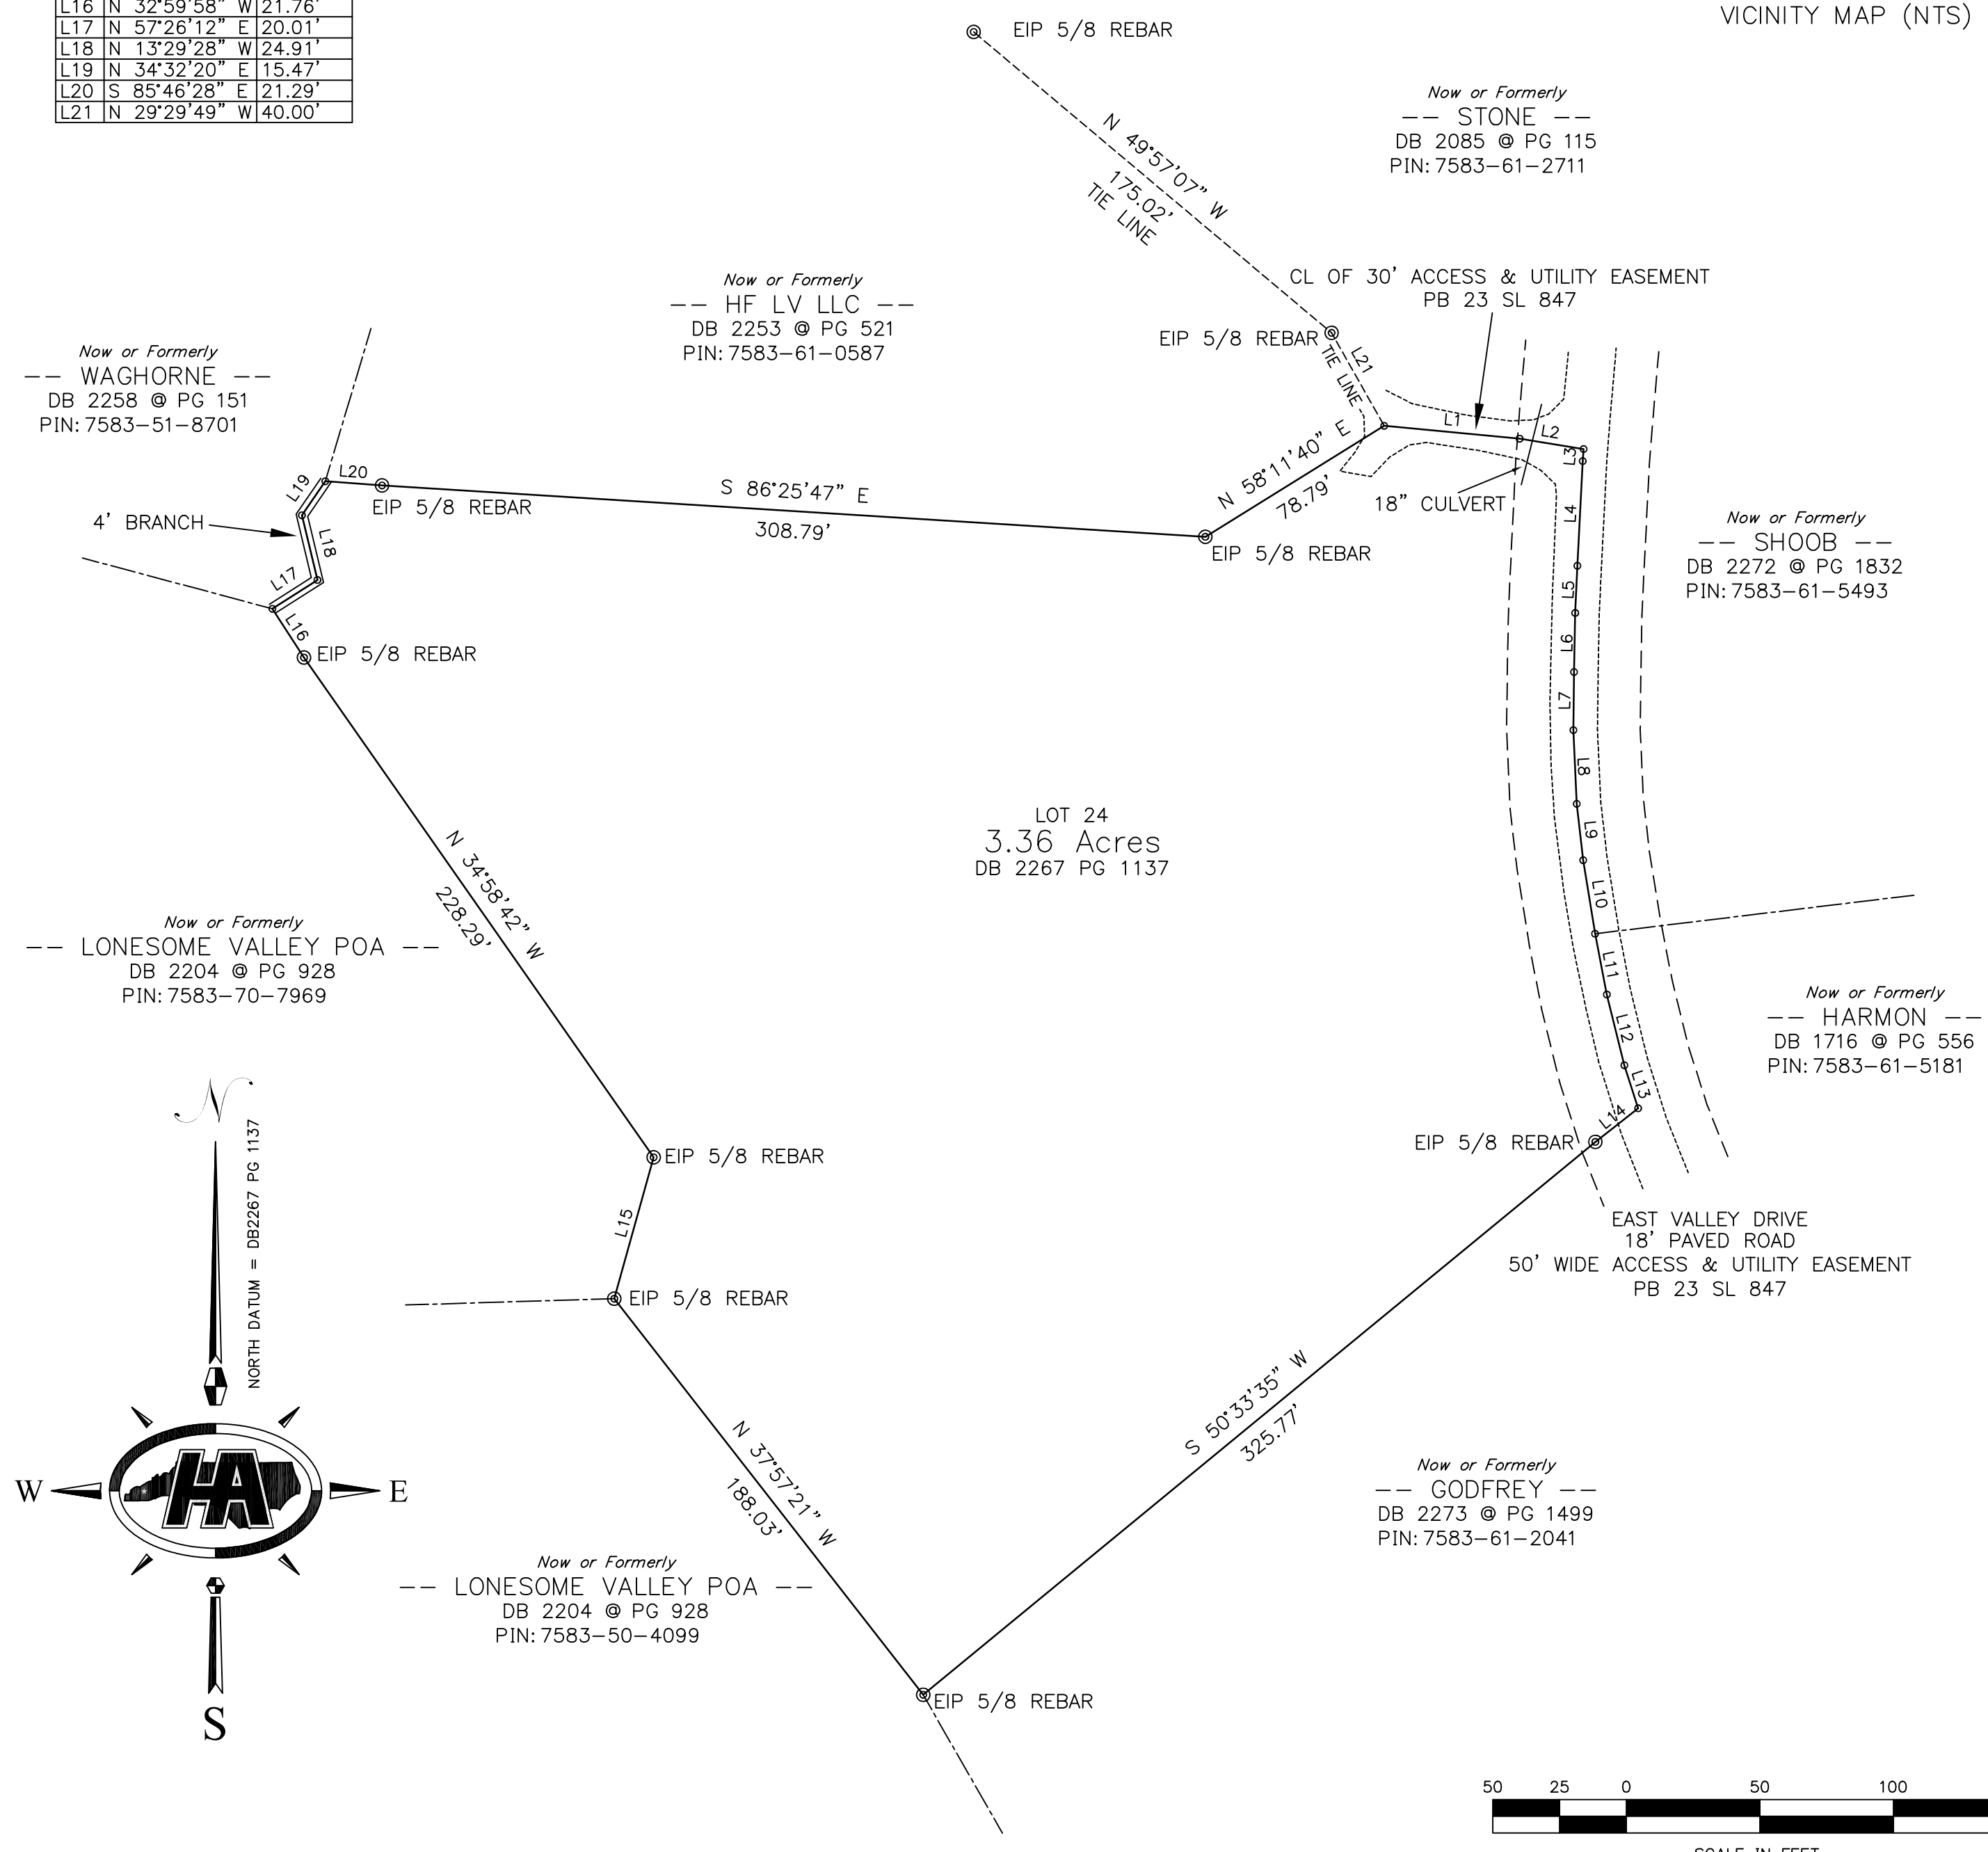 L16 N 32°59'58" W 21.76'
L17 N 57°26'12" E 20.01'
L18 N 13°29'28" W 24.91'
L19 N 34°32'20" E 15.47'
L20 S 85°46'28" E 21.29'
L21 N 29°29'49" W 40.00'
VICINITY MAP (NTS)
EIP 5/8 REBAR
N 49°57'07" W
175.02'
TIE LINE
Now or Formerly
-- STONE --
DB 2085 @ PG 115
PIN: 7583-61-2711
CL OF 30' ACCESS & UTILITY EASEMENT
PB 23 SL 847
Now or Formerly
-- HF LV LLC --
DB 2253 @ PG 521
PIN: 7583-61-0587
EIP 5/8 REBAR
L21
TIE LINE
Now or Formerly
-- WAGHORNE --
DB 2258 @ PG 151
PIN: 7583-51-8701
L1
L2
L3
N 58°11'40" E
78.79'
18" CULVERT
L20
EIP 5/8 REBAR
S 86°25'47" E
308.79'
EIP 5/8 REBAR
L19
4' BRANCH
L18
L17
L16
EIP 5/8 REBAR
L4
L5
L6
L7
L8
L9
L10
L11
L12
L13
L14
Now or Formerly
-- SHOOB --
DB 2272 @ PG 1832
PIN: 7583-61-5493
LOT 24
3.36 Acres
DB 2267 PG 1137
N 34°58'42" W
228.29'
Now or Formerly
-- LONESOME VALLEY POA --
DB 2204 @ PG 928
PIN: 7583-70-7969
Now or Formerly
-- HARMON --
DB 1716 @ PG 556
PIN: 7583-61-5181
EIP 5/8 REBAR
EIP 5/8 REBAR
L15
EIP 5/8 REBAR
EAST VALLEY DRIVE
18' PAVED ROAD
50' WIDE ACCESS & UTILITY EASEMENT
PB 23 SL 847
N
NORTH DATUM = DB2267 PG 1137
W
HA
E
S
S 50°33'35" W
325.77'
N 37°57'21" W
188.03'
Now or Formerly
-- GODFREY --
DB 2273 @ PG 1499
PIN: 7583-61-2041
Now or Formerly
-- LONESOME VALLEY POA --
DB 2204 @ PG 928
PIN: 7583-50-4099
EIP 5/8 REBAR
50 25 0 50 100
SCALE IN FEET